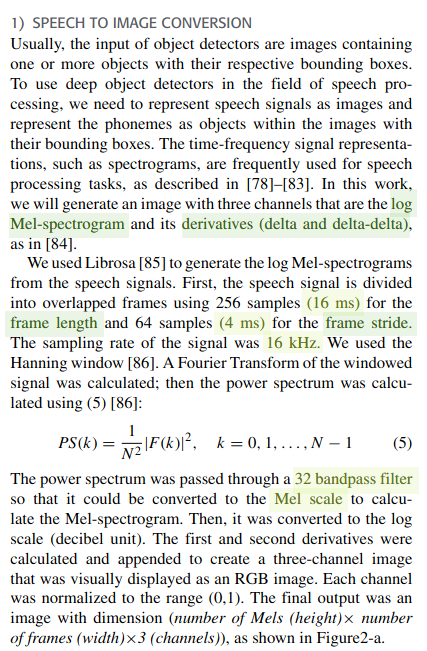 1) SPEECH TO IMAGE CONVERSION
Usually, the input of object detectors are images containing
one or more objects with their respective bounding boxes.
To use deep object detectors in the field of speech pro-
cessing, we need to represent speech signals as images and
represent the phonemes as objects within the images with
their bounding boxes. The time-frequency signal representa-
tions, such as spectrograms, are frequently used for speech
processing tasks, as described in [78]–[83]. In this work,
we will generate an image with three channels that are the log
Mel-spectrogram and its derivatives (delta and delta-delta),
as in [84].
We used Librosa [85] to generate the log Mel-spectrograms
from the speech signals. First, the speech signal is divided
into overlapped frames using 256 samples (16 ms) for the
frame length and 64 samples (4 ms) for the frame stride.
The sampling rate of the signal was 16 kHz. We used the
Hanning window [86]. A Fourier Transform of the windowed
signal was calculated; then the power spectrum was calcu-
lated using (5) [86]:
PS(k) = 1/N² |F(k)|², k = 0, 1, . . . , N − 1 (5)
The power spectrum was passed through a 32 bandpass filter
so that it could be converted to the Mel scale to calcu-
late the Mel-spectrogram. Then, it was converted to the log
scale (decibel unit). The first and second derivatives were
calculated and appended to create a three-channel image
that was visually displayed as an RGB image. Each channel
was normalized to the range (0,1). The final output was an
image with dimension (number of Mels (height)× number
of frames (width)×3 (channels)), as shown in Figure2-a.